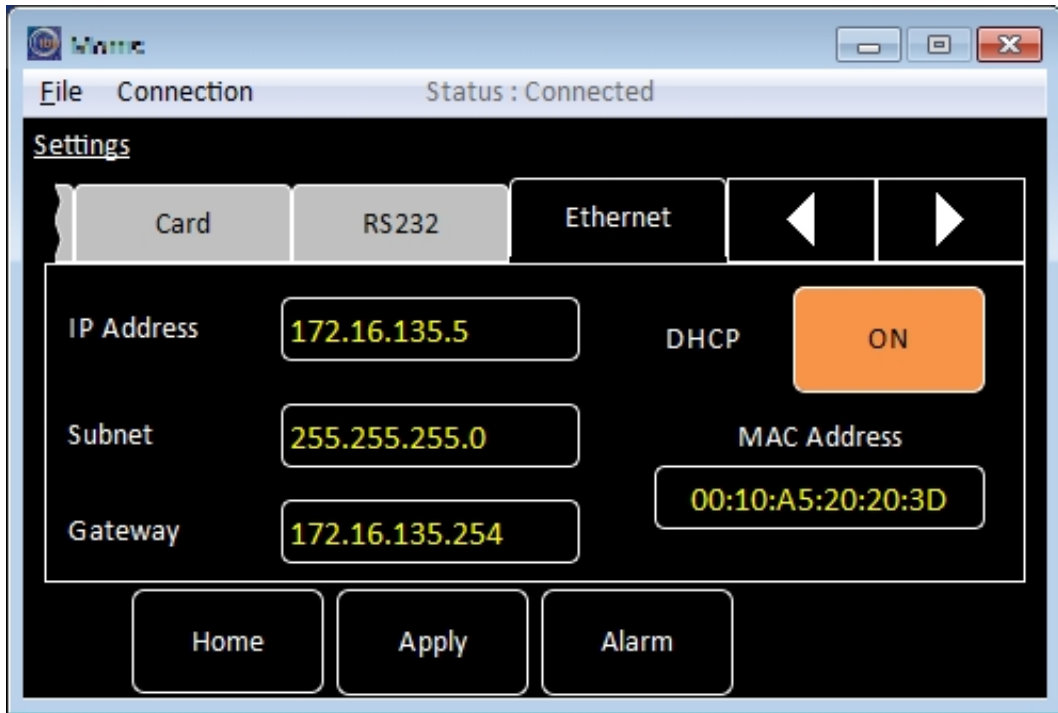 File Connection Status : Connected
Settings
Card RS232 Ethernet
IP Address 172.16.135.5 DHCP ON
Subnet 255.255.255.0 MAC Address
00:10:A5:20:20:3D
Gateway 172.16.135.254
Home Apply Alarm